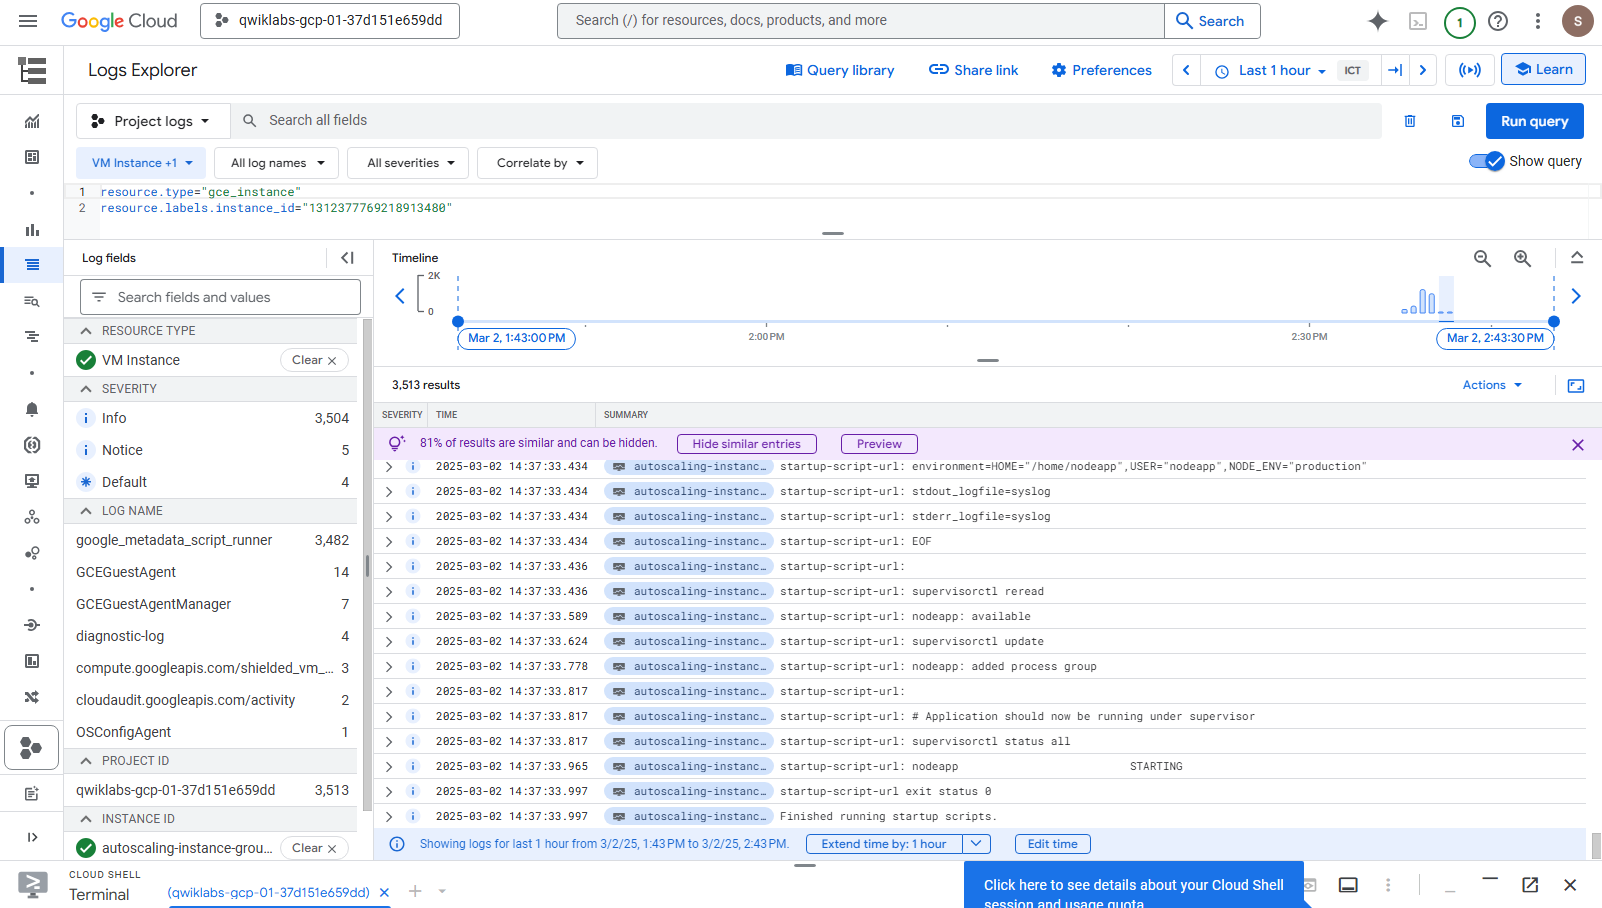 Google Cloud
qwiklabs-gcp-01-37d151e659dd
Search (/) for resources, docs, products, and more
Search
1
S
Logs Explorer
Query library
Share link
Preferences
Last 1 hour
ICT
Learn
Project logs
Search all fields
Run query
VM Instance +1
All log names
All severities
Correlate by
Show query
1 resource.type="gce_instance"
2 resource.labels.instance_id="1312377769218913480"
Log fields
Search fields and values
RESOURCE TYPE
VM Instance
Clear
SEVERITY
Info 3,504
Notice 5
Default 4
LOG NAME
google_metadata_script_runner 3,482
GCEGuestAgent 14
GCEGuestAgentManager 7
diagnostic-log 4
compute.googleapis.com/shielded_vm_... 3
cloudaudit.googleapis.com/activity 2
OSConfigAgent 1
PROJECT ID
qwiklabs-gcp-01-37d151e659dd 3,513
INSTANCE ID
autoscaling-instance-grou... Clear
Timeline
2K
0
Mar 2, 1:43:00 PM
2:00 PM
2:30 PM
Mar 2, 2:43:30 PM
3,513 results
Actions
SEVERITY TIME SUMMARY
81% of results are similar and can be hidden. Hide similar entries Preview
2025-03-02 14:37:33.434 autoscaling-instanc… startup-script-url: environment=HOME="/home/nodeapp",USER="nodeapp",NODE_ENV="production"
2025-03-02 14:37:33.434 autoscaling-instanc… startup-script-url: stdout_logfile=syslog
2025-03-02 14:37:33.434 autoscaling-instanc… startup-script-url: stderr_logfile=syslog
2025-03-02 14:37:33.434 autoscaling-instanc… startup-script-url: EOF
2025-03-02 14:37:33.436 autoscaling-instanc… startup-script-url:
2025-03-02 14:37:33.436 autoscaling-instanc… startup-script-url: supervisorctl reread
2025-03-02 14:37:33.589 autoscaling-instanc… startup-script-url: nodeapp: available
2025-03-02 14:37:33.624 autoscaling-instanc… startup-script-url: supervisorctl update
2025-03-02 14:37:33.778 autoscaling-instanc… startup-script-url: nodeapp: added process group
2025-03-02 14:37:33.817 autoscaling-instanc… startup-script-url:
2025-03-02 14:37:33.817 autoscaling-instanc… startup-script-url: # Application should now be running under supervisor
2025-03-02 14:37:33.817 autoscaling-instanc… startup-script-url: supervisorctl status all
2025-03-02 14:37:33.965 autoscaling-instanc… startup-script-url: nodeapp STARTING
2025-03-02 14:37:33.997 autoscaling-instanc… startup-script-url exit status 0
2025-03-02 14:37:33.997 autoscaling-instanc… Finished running startup scripts.
Showing logs for last 1 hour from 3/2/25, 1:43 PM to 3/2/25, 2:43 PM. Extend time by: 1 hour Edit time
CLOUD SHELL
Terminal
(qwiklabs-gcp-01-37d151e659dd)
Click here to see details about your Cloud Shell
session and usage quota